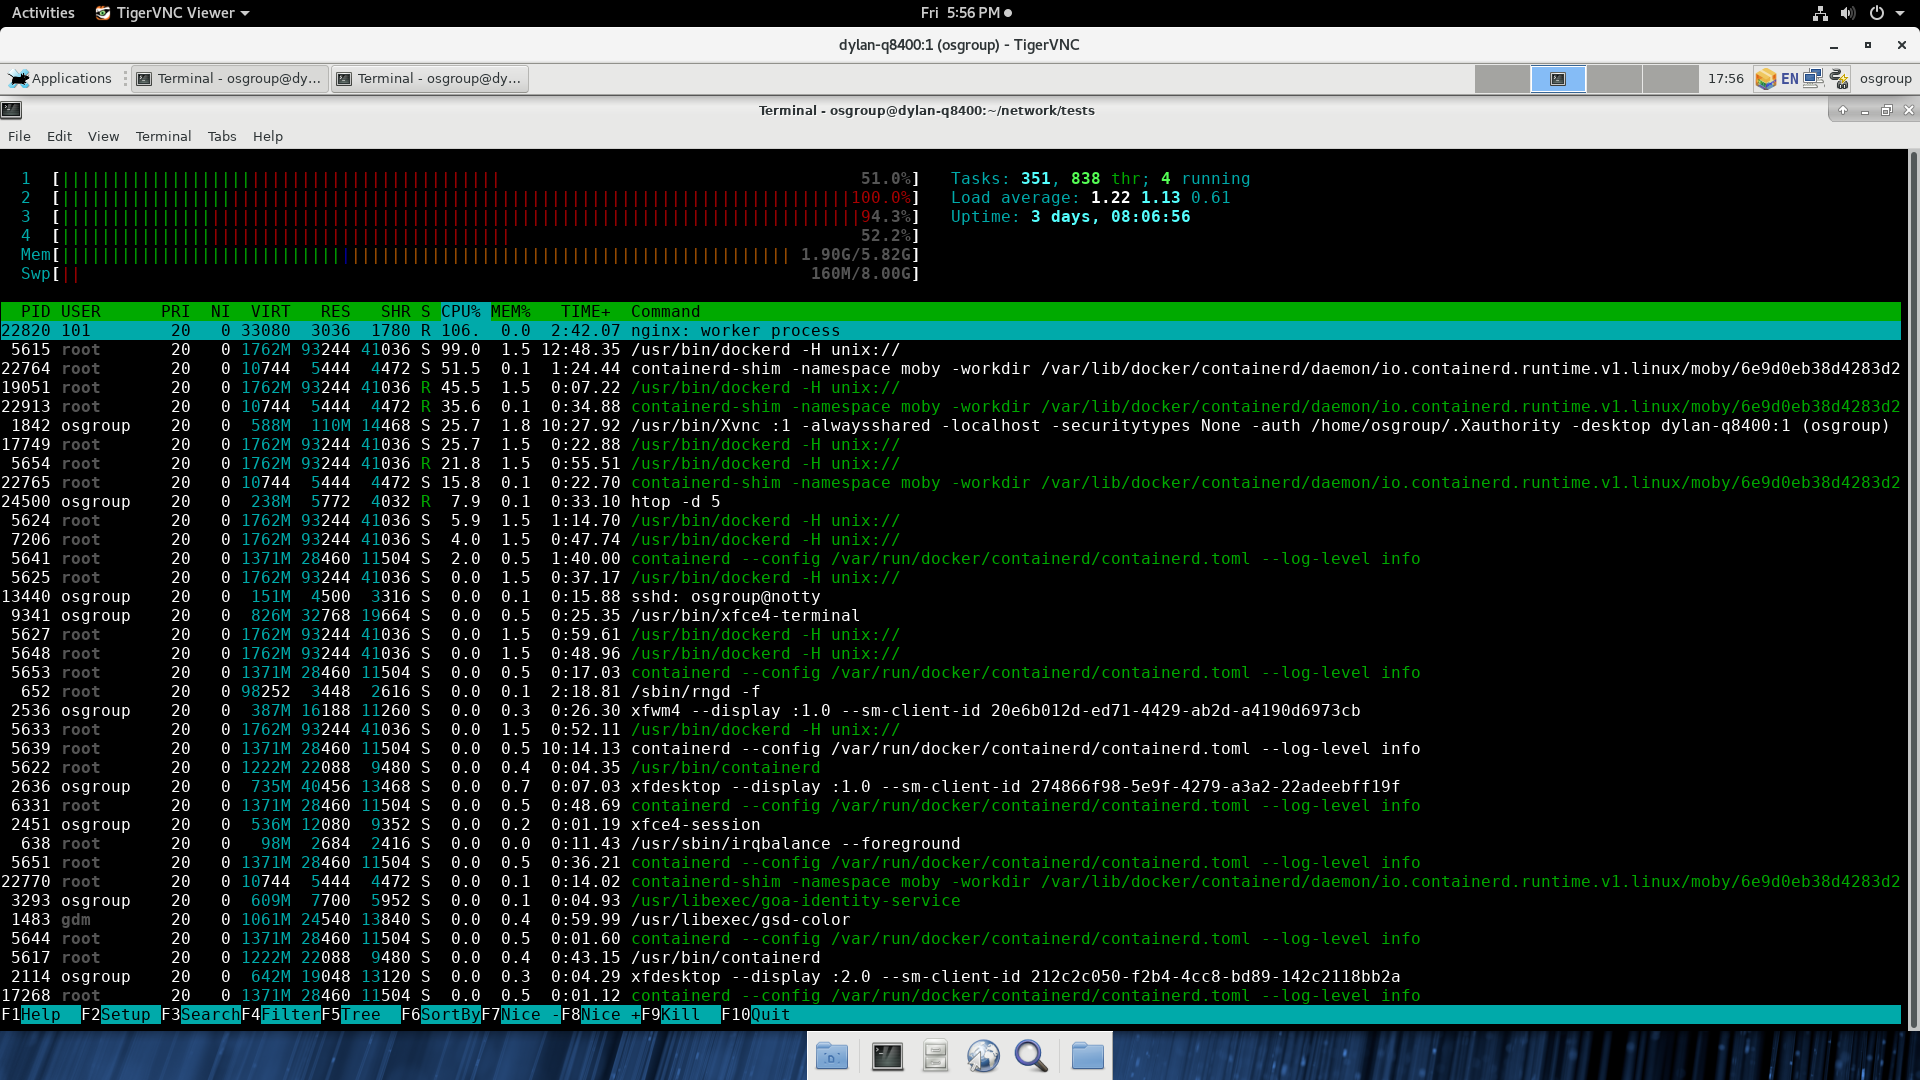 Activities TigerVNC Viewer Fri 5:56 PM
dylan-q8400:1 (osgroup) - TigerVNC
Applications Terminal - osgroup@dy... Terminal - osgroup@dy... 17:56 EN osgroup
Terminal - osgroup@dylan-q8400:~/network/tests
File Edit View Terminal Tabs Help
1 [ 51.0%] Tasks: 351, 838 thr; 4 running
2 [ 100.0%] Load average: 1.22 1.13 0.61
3 [ 94.3%] Uptime: 3 days, 08:06:56
4 [ 52.2%]
Mem[ 1.90G/5.82G]
Swp[ 160M/8.00G]
PID USER PRI NI VIRT RES SHR S CPU% MEM% TIME+ Command
22820 101 20 0 33080 3036 1780 R 106. 0.0 2:42.07 nginx: worker process
5615 root 20 0 1762M 93244 41036 S 99.0 1.5 12:48.35 /usr/bin/dockerd -H unix://
22764 root 20 0 10744 5444 4472 S 51.5 0.1 1:24.44 containerd-shim -namespace moby -workdir /var/lib/docker/containerd/daemon/io.containerd.runtime.v1.linux/moby/6e9d0eb38d4283d2
19051 root 20 0 1762M 93244 41036 R 45.5 1.5 0:07.22 /usr/bin/dockerd -H unix://
22913 root 20 0 10744 5444 4472 R 35.6 0.1 0:34.88 containerd-shim -namespace moby -workdir /var/lib/docker/containerd/daemon/io.containerd.runtime.v1.linux/moby/6e9d0eb38d4283d2
1842 osgroup 20 0 588M 110M 14468 S 25.7 1.8 10:27.92 /usr/bin/Xvnc :1 -alwaysshared -localhost -securitytypes None -auth /home/osgroup/.Xauthority -desktop dylan-q8400:1 (osgroup)
17749 root 20 0 1762M 93244 41036 S 25.7 1.5 0:22.88 /usr/bin/dockerd -H unix://
5654 root 20 0 1762M 93244 41036 R 21.8 1.5 0:55.51 /usr/bin/dockerd -H unix://
22765 root 20 0 10744 5444 4472 S 15.8 0.1 0:22.70 containerd-shim -namespace moby -workdir /var/lib/docker/containerd/daemon/io.containerd.runtime.v1.linux/moby/6e9d0eb38d4283d2
24500 osgroup 20 0 238M 5772 4032 R 7.9 0.1 0:33.10 htop -d 5
5624 root 20 0 1762M 93244 41036 S 5.9 1.5 1:14.70 /usr/bin/dockerd -H unix://
7206 root 20 0 1762M 93244 41036 S 4.0 1.5 0:47.74 /usr/bin/dockerd -H unix://
5641 root 20 0 1371M 28460 11504 S 2.0 0.5 1:40.00 containerd --config /var/run/docker/containerd/containerd.toml --log-level info
5625 root 20 0 1762M 93244 41036 S 0.0 1.5 0:37.17 /usr/bin/dockerd -H unix://
13440 osgroup 20 0 151M 4500 3316 S 0.0 0.1 0:15.88 sshd: osgroup@notty
9341 osgroup 20 0 826M 32768 19664 S 0.0 0.5 0:25.35 /usr/bin/xfce4-terminal
5627 root 20 0 1762M 93244 41036 S 0.0 1.5 0:59.61 /usr/bin/dockerd -H unix://
5648 root 20 0 1762M 93244 41036 S 0.0 1.5 0:48.96 /usr/bin/dockerd -H unix://
5653 root 20 0 1371M 28460 11504 S 0.0 0.5 0:17.03 containerd --config /var/run/docker/containerd/containerd.toml --log-level info
652 root 20 0 98252 3448 2616 S 0.0 0.1 2:18.81 /sbin/rngd -f
2536 osgroup 20 0 387M 16188 11260 S 0.0 0.3 0:26.30 xfwm4 --display :1.0 --sm-client-id 20e6b012d-ed71-4429-ab2d-a4190d6973cb
5633 root 20 0 1762M 93244 41036 S 0.0 1.5 0:52.11 /usr/bin/dockerd -H unix://
5639 root 20 0 1371M 28460 11504 S 0.0 0.5 10:14.13 containerd --config /var/run/docker/containerd/containerd.toml --log-level info
5622 root 20 0 1222M 22088 9480 S 0.0 0.4 0:04.35 /usr/bin/containerd
2636 osgroup 20 0 735M 40456 13468 S 0.0 0.7 0:07.03 xfdesktop --display :1.0 --sm-client-id 274866f98-5e9f-4279-a3a2-22adeebff19f
6331 root 20 0 1371M 28460 11504 S 0.0 0.5 0:48.69 containerd --config /var/run/docker/containerd/containerd.toml --log-level info
2451 osgroup 20 0 536M 12080 9352 S 0.0 0.2 0:01.19 xfce4-session
638 root 20 0 98M 2684 2416 S 0.0 0.0 0:11.43 /usr/sbin/irqbalance --foreground
5651 root 20 0 1371M 28460 11504 S 0.0 0.5 0:36.21 containerd --config /var/run/docker/containerd/containerd.toml --log-level info
22770 root 20 0 10744 5444 4472 S 0.0 0.1 0:14.02 containerd-shim -namespace moby -workdir /var/lib/docker/containerd/daemon/io.containerd.runtime.v1.linux/moby/6e9d0eb38d4283d2
3293 osgroup 20 0 609M 7700 5952 S 0.0 0.1 0:04.93 /usr/libexec/goa-identity-service
1483 gdm 20 0 1061M 24540 13840 S 0.0 0.4 0:59.99 /usr/libexec/gsd-color
5644 root 20 0 1371M 28460 11504 S 0.0 0.5 0:01.60 containerd --config /var/run/docker/containerd/containerd.toml --log-level info
5617 root 20 0 1222M 22088 9480 S 0.0 0.4 0:43.15 /usr/bin/containerd
2114 osgroup 20 0 642M 19048 13120 S 0.0 0.3 0:04.29 xfdesktop --display :2.0 --sm-client-id 212c2c050-f2b4-4cc8-bd89-142c2118bb2a
17268 root 20 0 1371M 28460 11504 S 0.0 0.5 0:01.12 containerd --config /var/run/docker/containerd/containerd.toml --log-level info
F1Help F2Setup F3SearchF4FilterF5Tree F6SortByF7Nice -F8Nice +F9Kill F10Quit